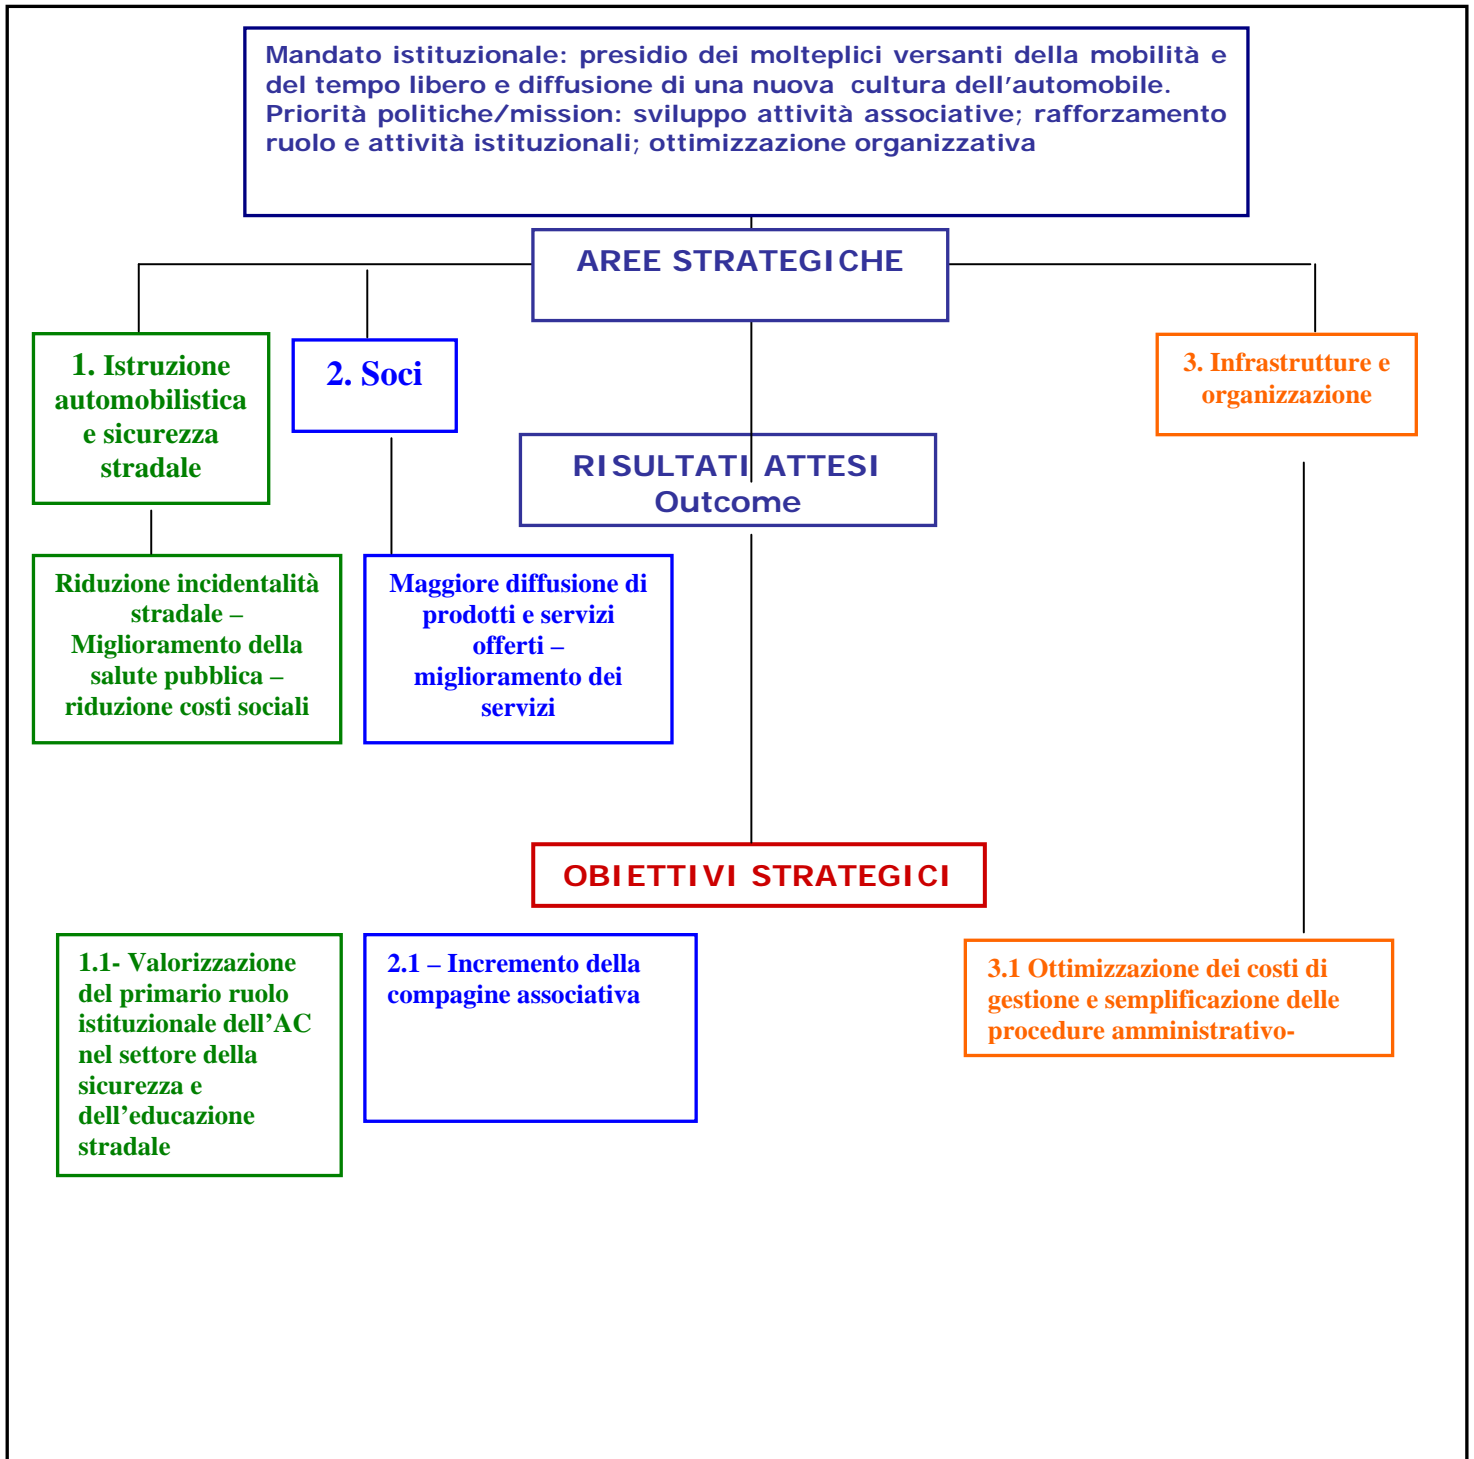 Mandato istituzionale: presidio dei molteplici versanti della mobilità e
del tempo libero e diffusione di una nuova cultura dell'automobile.
Priorità politiche/mission: sviluppo attività associative; rafforzamento
ruolo e attività istituzionali; ottimizzazione organizzativa
AREE STRATEGICHE
1. Istruzione
automobilistica
e sicurezza
stradale
2. Soci
3. Infrastrutture e
organizzazione
RISULTATI ATTESI
Outcome
Riduzione incidentalità
stradale –
Miglioramento della
salute pubblica –
riduzione costi sociali
Maggiore diffusione di
prodotti e servizi
offerti –
miglioramento dei
servizi
OBIETTIVI STRATEGICI
1.1- Valorizzazione
del primario ruolo
istituzionale dell'AC
nel settore della
sicurezza e
dell'educazione
stradale
2.1 – Incremento della
compagine associativa
3.1 Ottimizzazione dei costi di
gestione e semplificazione delle
procedure amministrativo-